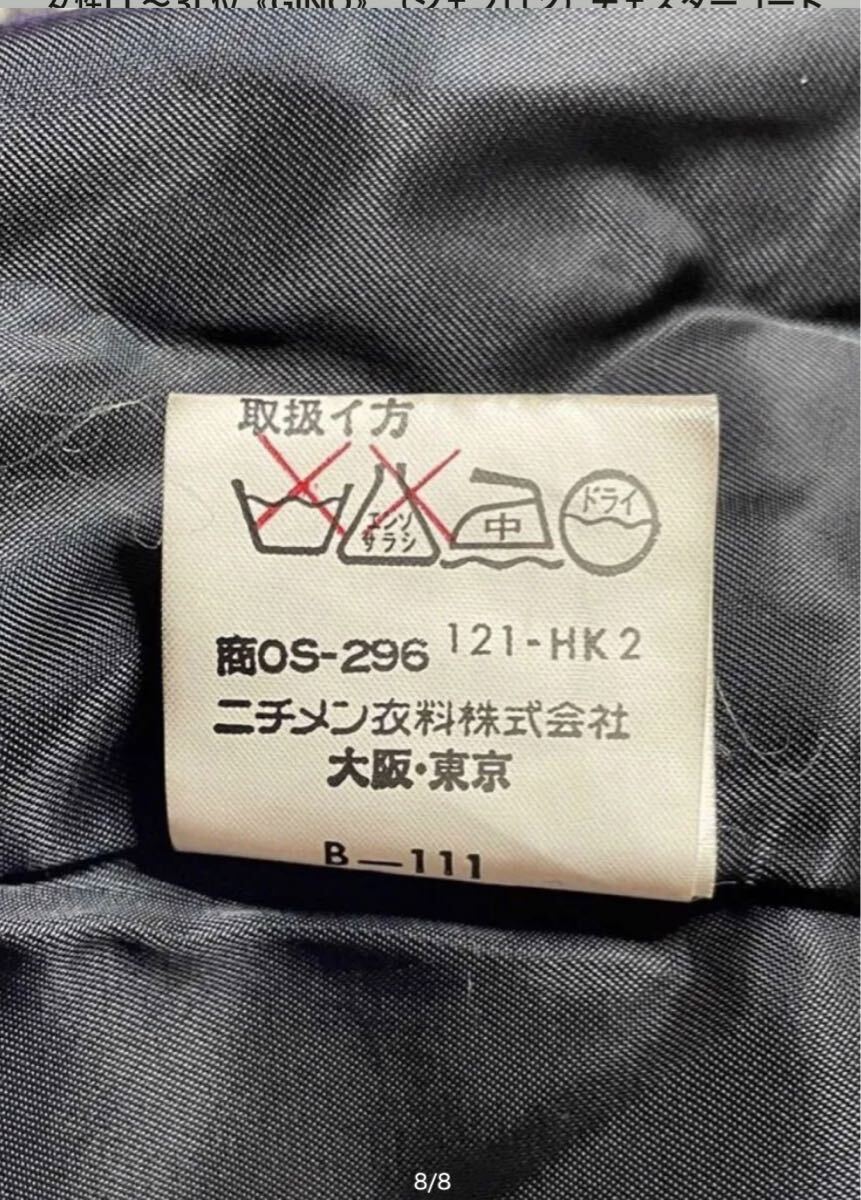 取扱イ方
エンソ 中 ドライ
サラシ
商OS-296 121-HK2
ニチメン衣料株式会社
大阪・東京
B—111
8/8